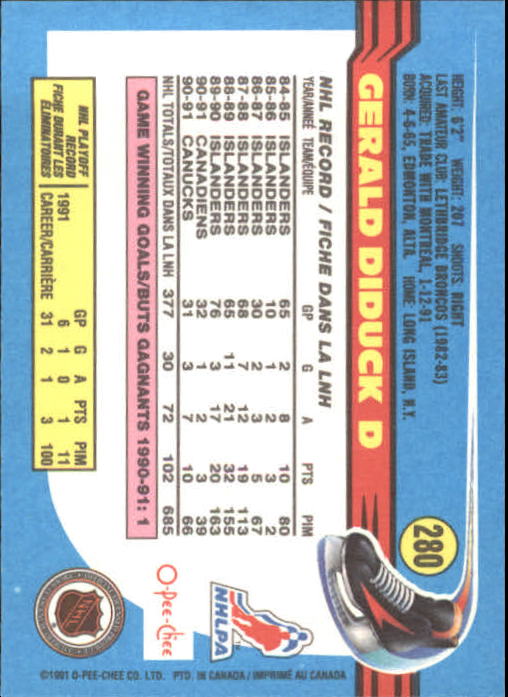 280
HEIGHT: 6'2" WEIGHT: 207 SHOOTS: RIGHT
LAST AMATEUR CLUB: LETHBRIDGE BRONCOS (1982-83)
ACQUIRED: TRADE WITH MONTREAL, 1-12-91
BORN: 4-6-65, EDMONTON, ALTA. HOME: LONG ISLAND, N.Y.
GERALD DIDUCK D
NHL RECORD / FICHE DANS LA LNH
YEAR/ANNÉE TEAM/ÉQUIPE GP G A PTS PIM
84-85 ISLANDERS 65 2 8 10 80
85-86 ISLANDERS 10 1 2 3 2
86-87 ISLANDERS 30 2 3 5 67
87-88 ISLANDERS 68 7 12 19 113
88-89 ISLANDERS 65 11 21 32 155
89-90 ISLANDERS 76 3 17 20 163
90-91 CANADIENS 32 1 2 3 39
90-91 CANUCKS 31 3 7 10 66
NHL TOTALS/TOTAUX DANS LA LNH 377 30 72 102 685
GAME WINNING GOALS/BUTS GAGNANTS 1990-91: 1
NHL PLAYOFF
RECORD
FICHE DURANT LES
ÉLIMINATOIRES
GP G A PTS PIM
1991 6 1 0 1 11
CAREER/CARRIÈRE 31 2 1 3 100
NHLPA
TM
O-Pee-Chee
NHL
©1991 O-PEE-CHEE CO. LTD. PTD. IN CANADA / IMPRIMÉ AU CANADA